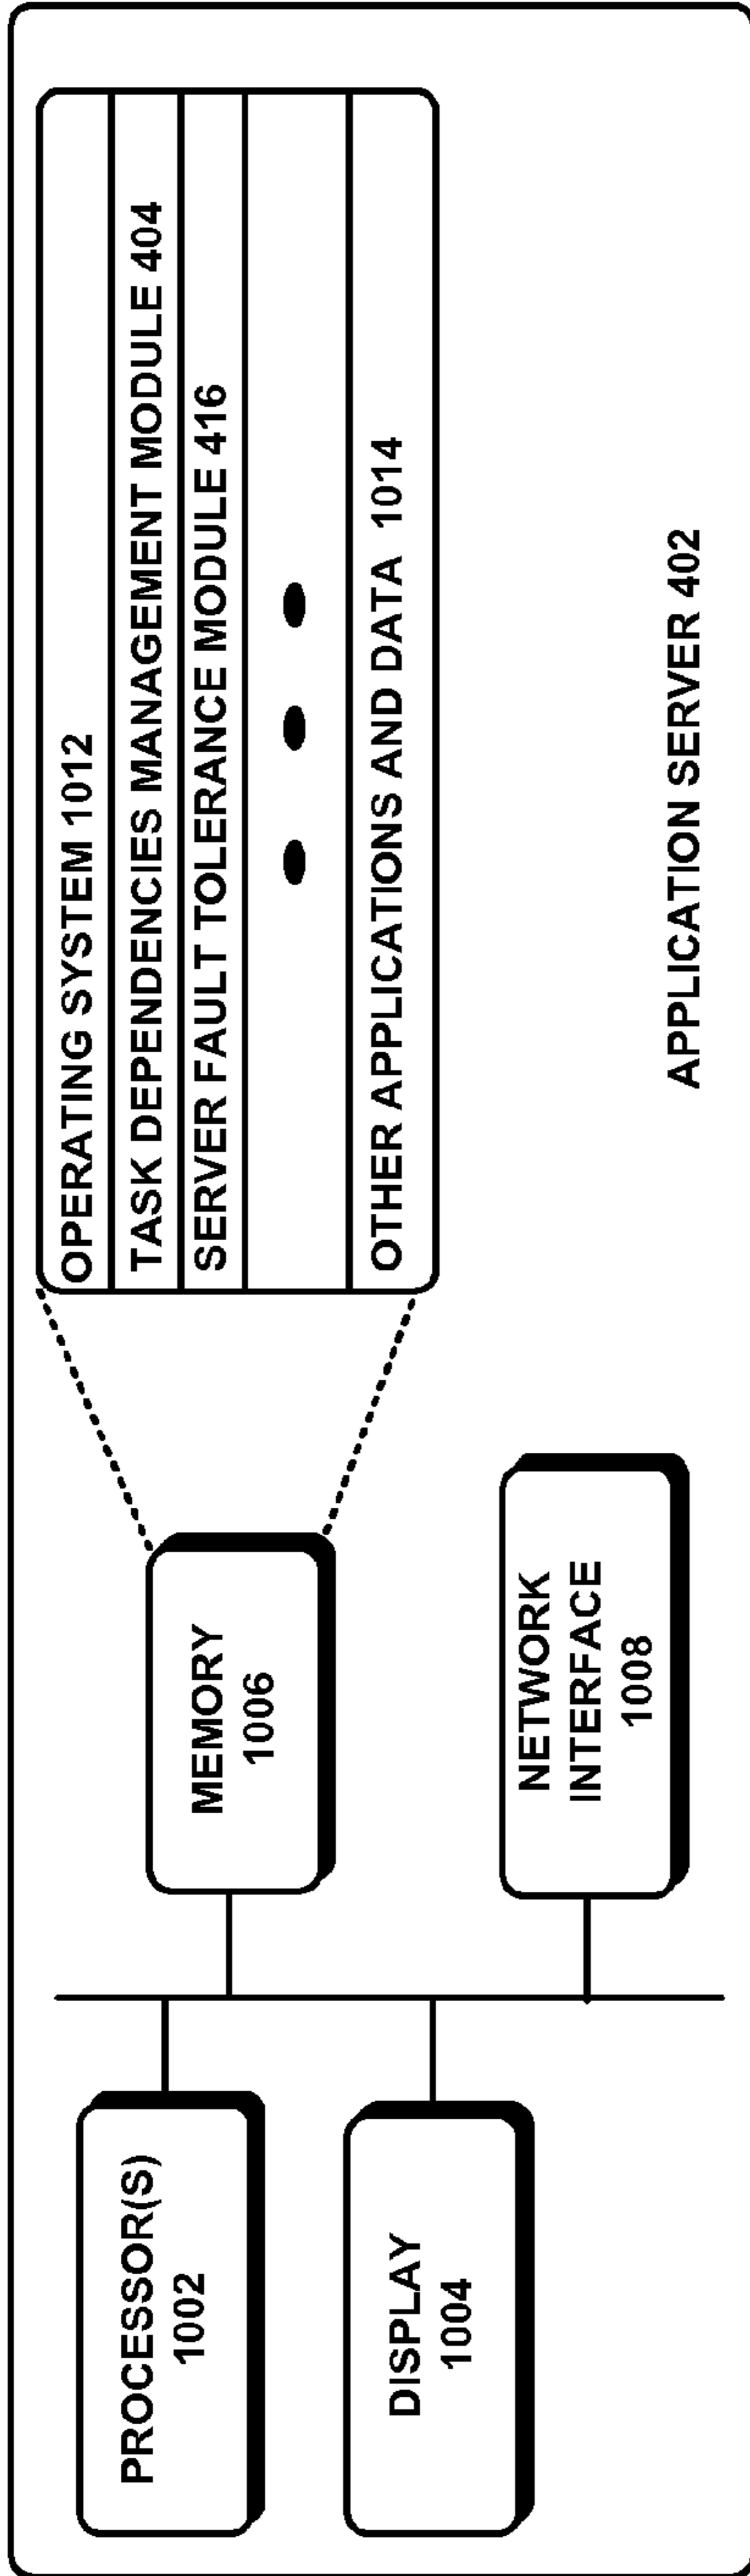 PROCESSOR(S)
1002
DISPLAY
1004
MEMORY
1006
NETWORK
INTERFACE
1008
OPERATING SYSTEM 1012
TASK DEPENDENCIES MANAGEMENT MODULE 404
SERVER FAULT TOLERANCE MODULE 416
OTHER APPLICATIONS AND DATA 1014
APPLICATION SERVER 402